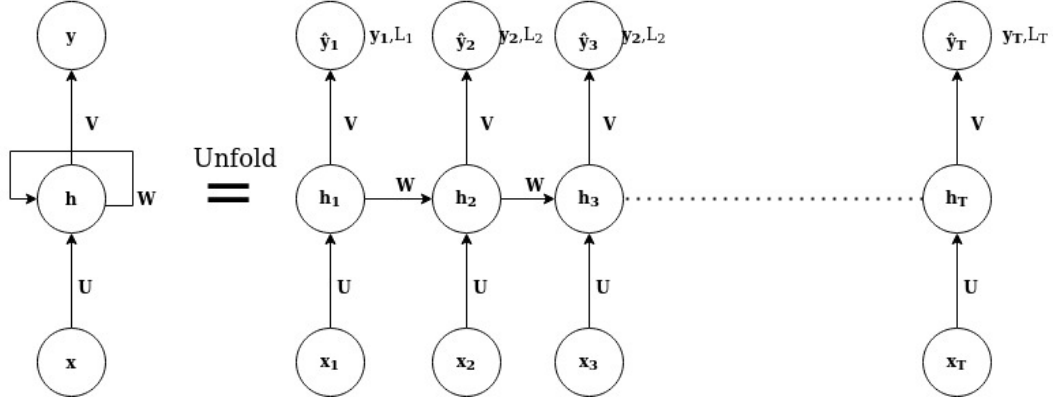 y ŷ₁ y₁,L₁ ŷ₂ y₂,L₂ ŷ₃ y₂,L₂ ŷT yT,LT
V V V V V
Unfold
=
W W W
h h₁ h₂ h₃ hT
U U U U U
x x₁ x₂ x₃ xT